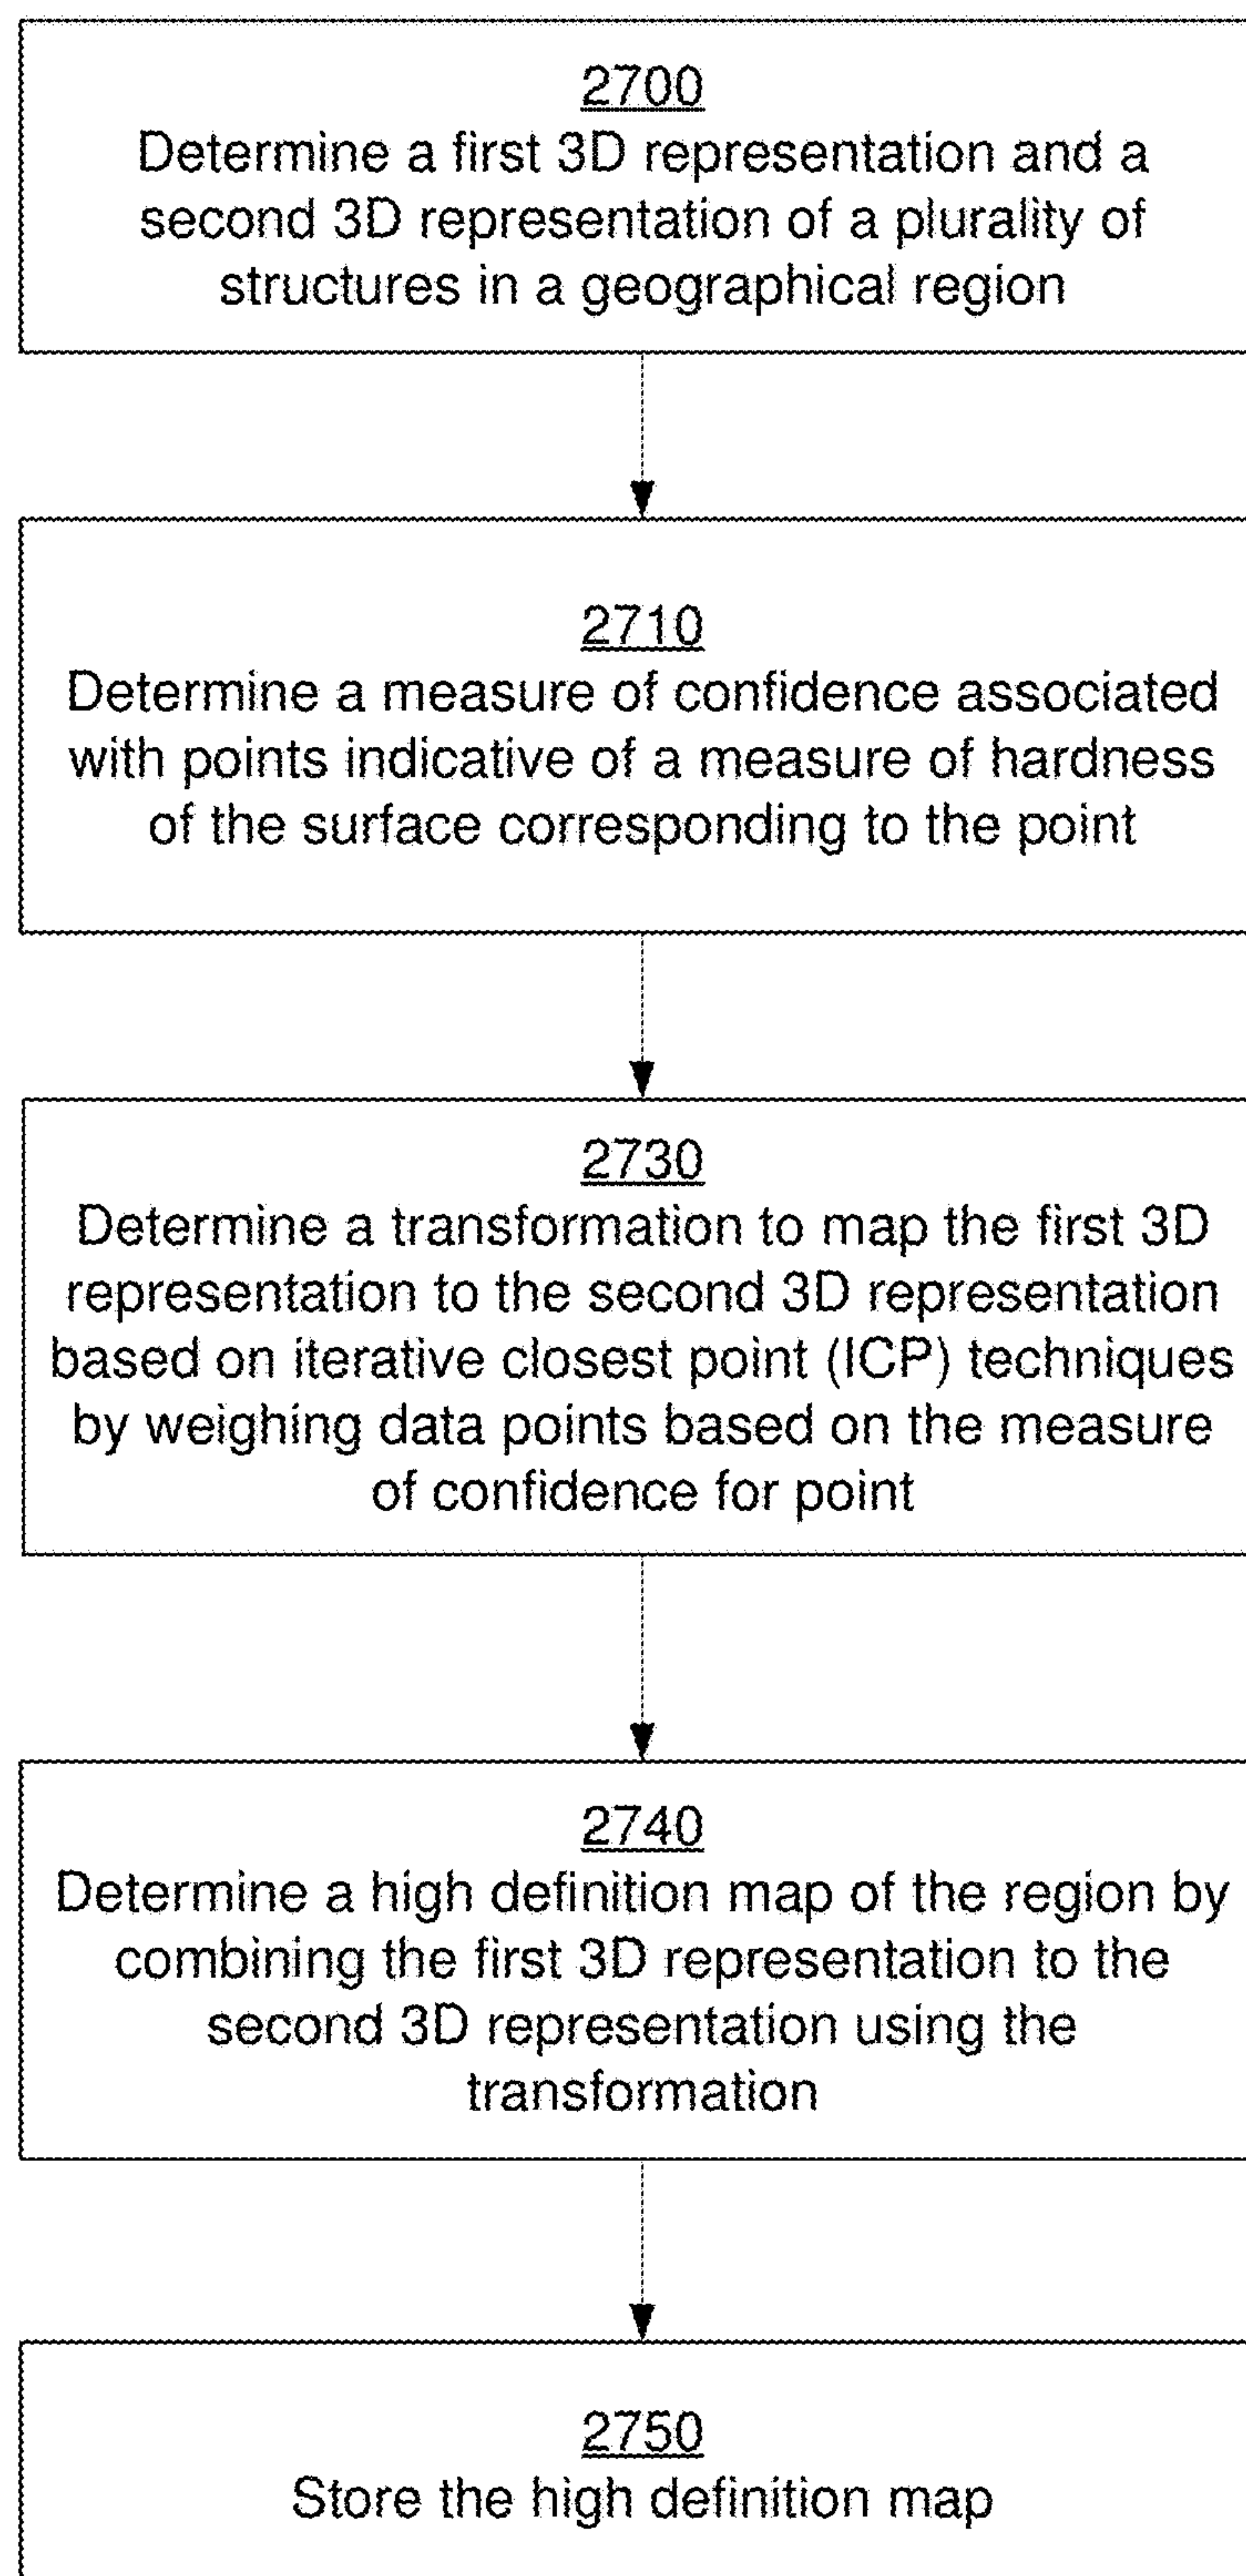 2700
Determine a first 3D representation and a
second 3D representation of a plurality of
structures in a geographical region
2710
Determine a measure of confidence associated
with points indicative of a measure of hardness
of the surface corresponding to the point
2730
Determine a transformation to map the first 3D
representation to the second 3D representation
based on iterative closest point (ICP) techniques
by weighing data points based on the measure
of confidence for point
2740
Determine a high definition map of the region by
combining the first 3D representation to the
second 3D representation using the
transformation
2750
Store the high definition map